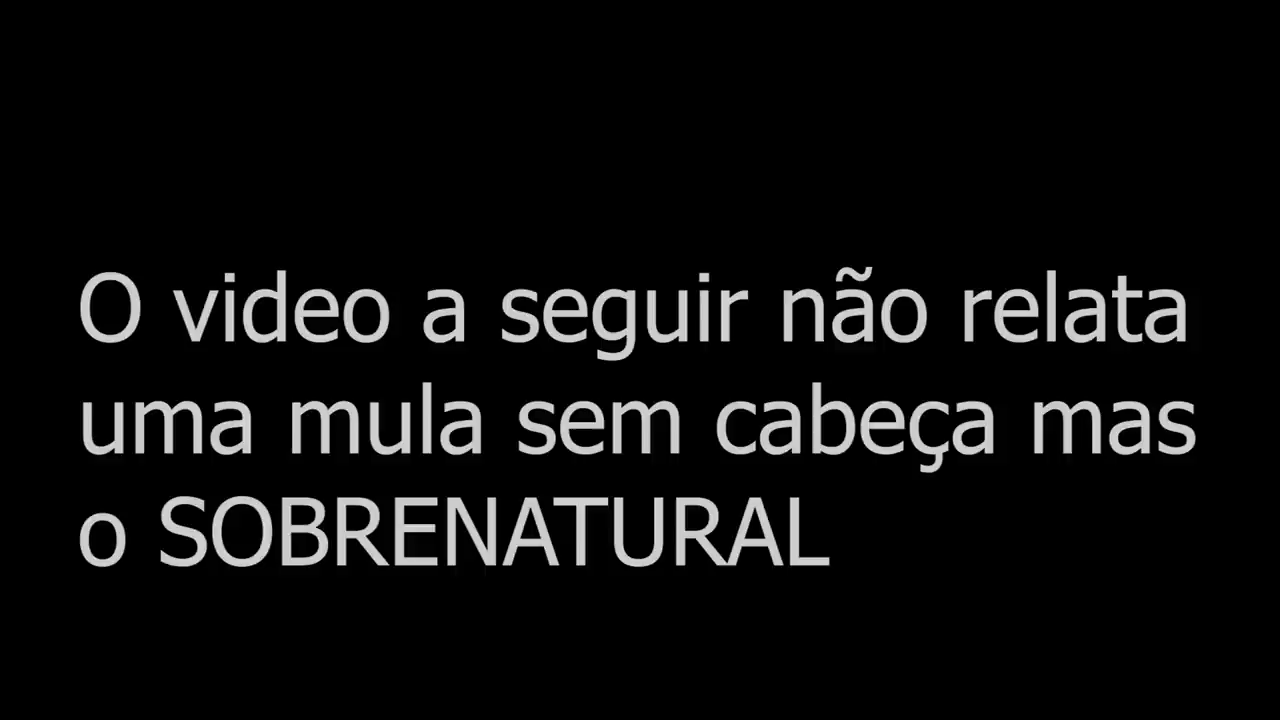 O video a seguir não relata
uma mula sem cabeça mas
o SOBRENATURAL